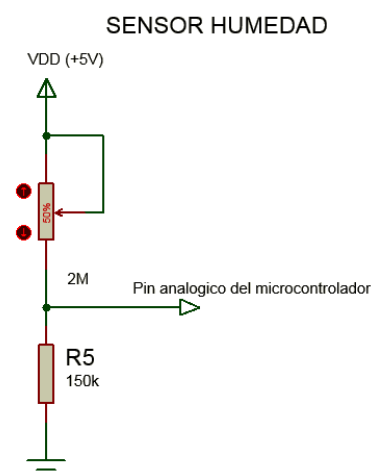 SENSOR HUMEDAD
VDD (+5V)
50%
2M
Pin analogico del microcontrolador
R5
150k